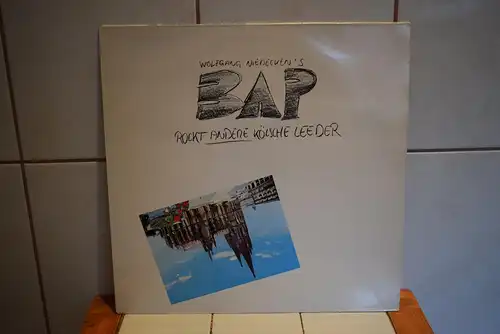 WOLFGANG NIEDECKEN'S
BAP
ROCKT ANDERE KÖLSCHE LEEDER